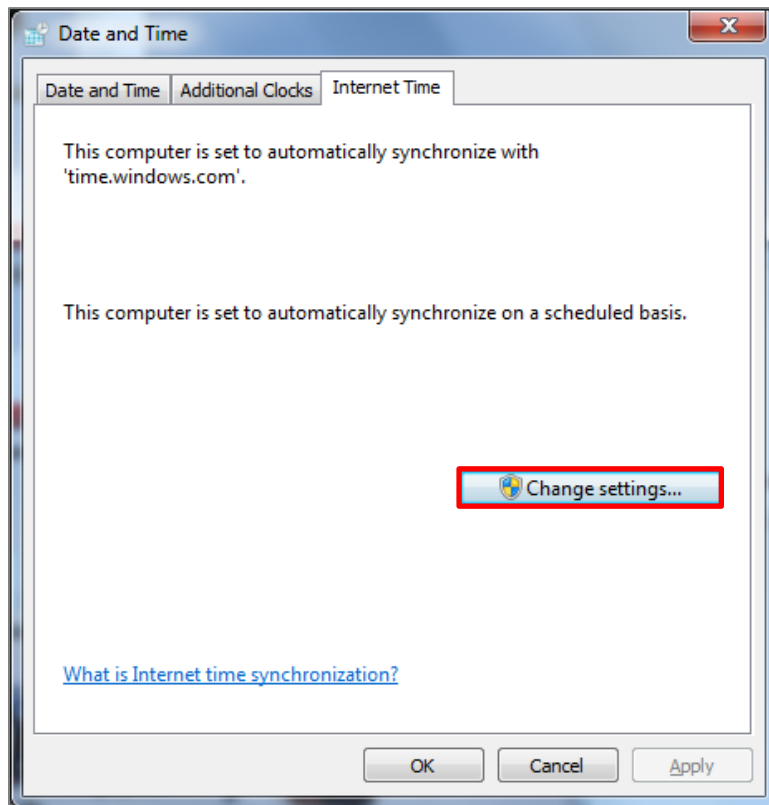 Date and Time
Date and Time Additional Clocks Internet Time
This computer is set to automatically synchronize with
'time.windows.com'.
This computer is set to automatically synchronize on a scheduled basis.
Change settings...
What is Internet time synchronization?
OK Cancel Apply